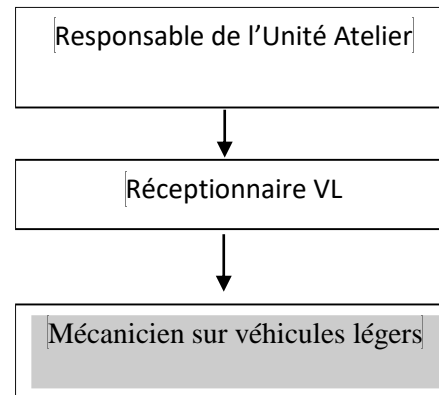 Responsable de l’Unité Atelier
Réceptionnaire VL
Mécanicien sur véhicules légers